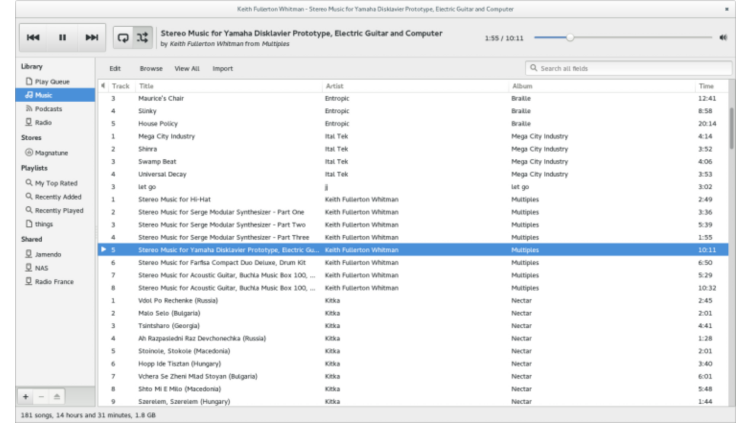 Keith Fullerton Whitman - Stereo Music for Yamaha Disklavier Prototype, Electric Guitar and Computer
Stereo Music for Yamaha Disklavier Prototype, Electric Guitar and Computer
by Keith Fullerton Whitman from Multiples
1:55 / 10:11
Library
Play Queue
Music
Podcasts
Radio
Stores
Magnature
Playlists
My Top Rated
Recently Added
Recently Played
things
Shared
Jamendo
NAS
Radio France
Edit Browse View All Import
Search all fields
Track Title Artist Album Time
3 Maurice's Chair Entropic Braille 12:41
4 Slinky Entropic Braille 8:58
5 House Policy Entropic Braille 20:14
1 Mega City Industry Ital Tek Mega City Industry 4:14
2 Shinra Ital Tek Mega City Industry 3:52
3 Swamp Beat Ital Tek Mega City Industry 4:06
4 Universal Decay Ital Tek Mega City Industry 3:53
3 let go jj let go 3:02
1 Stereo Music for Hi-Hat Keith Fullerton Whitman Multiples 2:49
2 Stereo Music for Serge Modular Synthesizer - Part One Keith Fullerton Whitman Multiples 3:36
3 Stereo Music for Serge Modular Synthesizer - Part Two Keith Fullerton Whitman Multiples 5:39
4 Stereo Music for Serge Modular Synthesizer - Part Three Keith Fullerton Whitman Multiples 1:55
5 Stereo Music for Yamaha Disklavier Prototype, Electric Gu... Keith Fullerton Whitman Multiples 10:11
6 Stereo Music for Farfisa Compact Duo Deluxe, Drum Kit Keith Fullerton Whitman Multiples 6:50
7 Stereo Music for Acoustic Guitar, Buchla Music Box 100, ... Keith Fullerton Whitman Multiples 5:29
8 Stereo Music for Acoustic Guitar, Buchla Music Box 100, ... Keith Fullerton Whitman Multiples 10:32
1 Vdol Po Rechenke (Russia) Kitka Nectar 2:45
2 Malo Selo (Bulgaria) Kitka Nectar 2:01
3 Tsintsharo (Georgia) Kitka Nectar 4:41
4 Ah Razpasledni Raz Devchonechka (Russia) Kitka Nectar 1:28
5 Stoinole, Stokote (Macedonia) Kitka Nectar 2:01
6 Hopp Ide Tisztan (Hungary) Kitka Nectar 3:40
7 Vchera Se Zheni Mlad Stoyan (Bulgaria) Kitka Nectar 6:01
8 Shto Mi E Milo (Macedonia) Kitka Nectar 5:48
9 Szerelem, Szerelem (Hungary) Kitka Nectar 1:44
181 songs, 14 hours and 31 minutes, 1.8 GB